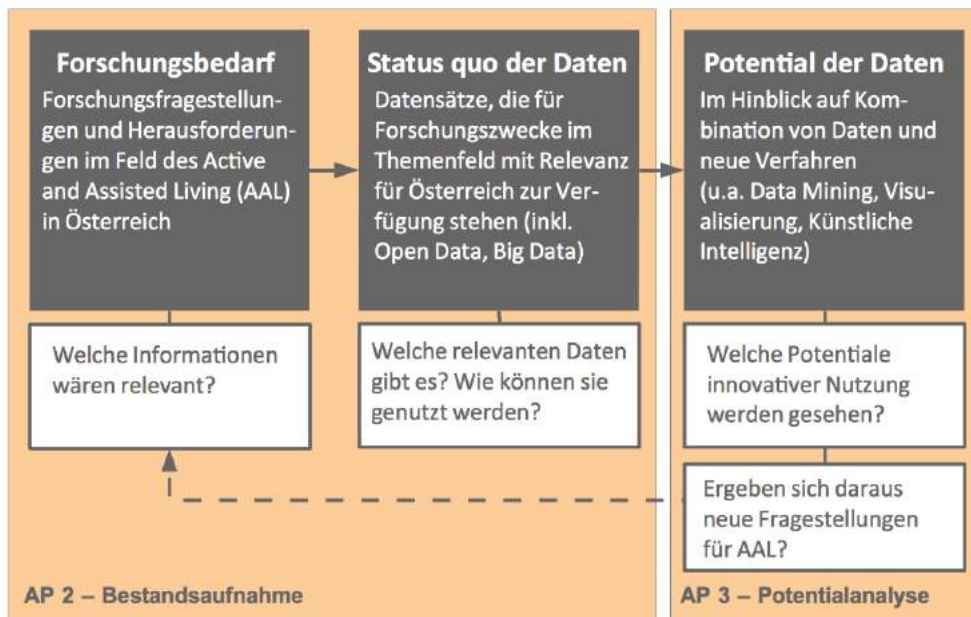 Forschungsbedarf
Forschungsfragestellun-
gen und Herausforderun-
gen im Feld des Active
and Assisted Living (AAL)
in Österreich
Welche Informationen
wären relevant?
Status quo der Daten
Datensätze, die für
Forschungszwecke im
Themenfeld mit Relevanz
für Österreich zur Ver-
fügung stehen (inkl.
Open Data, Big Data)
Welche relevanten Daten
gibt es? Wie können sie
genutzt werden?
AP 2 – Bestandsaufnahme
Potential der Daten
Im Hinblick auf Kom-
bination von Daten und
neue Verfahren
(u.a. Data Mining, Visu-
alisierung, Künstliche
Intelligenz)
Welche Potentiale
innovativer Nutzung
werden gesehen?
Ergeben sich daraus
neue Fragestellungen
für AAL?
AP 3 – Potentialanalyse